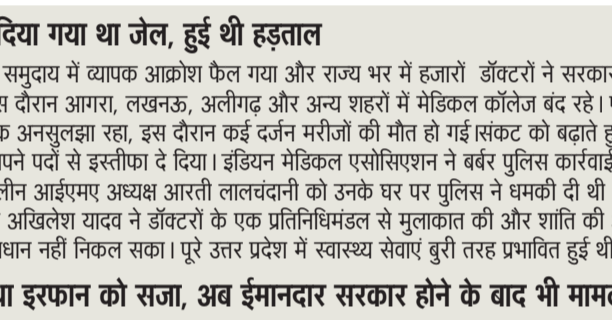 दिया गया था जेल, हुई थी हड़ताल
समुदाय में व्यापक आक्रोश फैल गया और राज्य भर में हजारों डॉक्टरों ने सरकार
दौरान आगरा, लखनऊ, अलीगढ़ और अन्य शहरों में मेडिकल कॉलेज बंद रहे।
अनसुलझा रहा, इस दौरान कई दर्जन मरीजों की मौत हो गई।संकट को बढ़ाते
पने पदों से इस्तीफा दे दिया। इंडियन मेडिकल एसोसिएशन ने बर्बर पुलिस कार्रवाई
लीन आईएमए अध्यक्ष आरती लालचंदानी को उनके घर पर पुलिस ने धमकी दी थी
अखिलेश यादव ने डॉक्टरों के एक प्रतिनिधिमंडल से मुलाकात की और शांति की
धान नहीं निकल सका। पूरे उत्तर प्रदेश में स्वास्थ्य सेवाएं बुरी तरह प्रभावित हुई थी
इरफान को सजा, अब ईमानदार सरकार होने के बाद भी माम